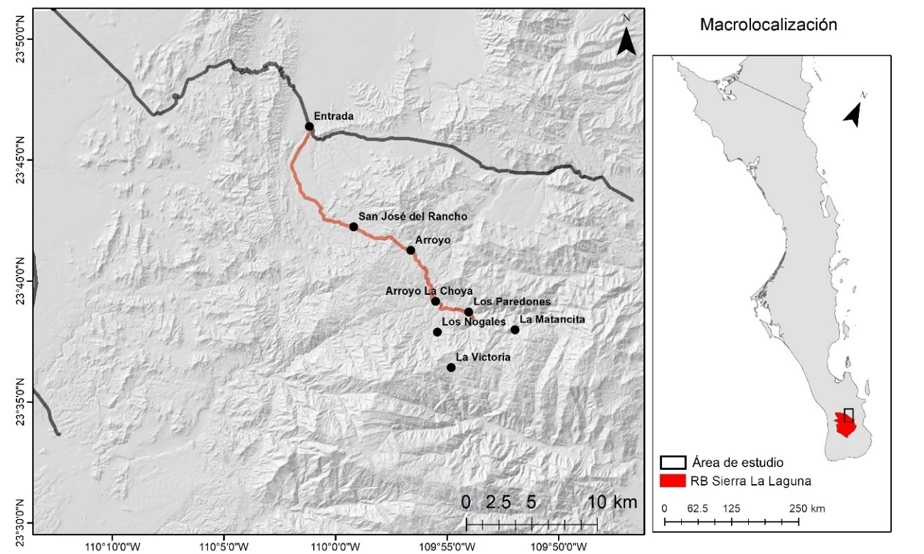 Macrolocalización
N
N
23°50'0"N
Entrada
23°45'0"N
San José del Rancho
Arroyo
23°40'0"N
Arroyo La Choya
Los Paredones
Los Nogales
La Matancita
La Victoria
23°35'0"N
23°30'0"N
0 2.5 5 10 km
110°10'0"W 110°5'0"W 110°0'0"W 109°55'0"W 109°50'0"W
Área de estudio
RB Sierra La Laguna
0 62.5 125 250 km